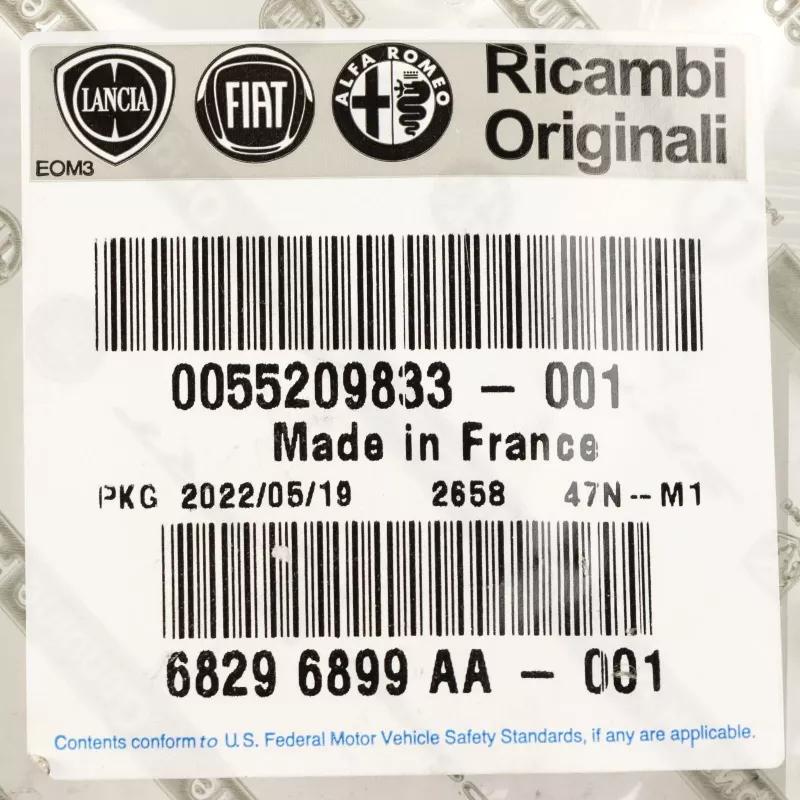 LANCIA FIAT ALFA ROMEO Ricambi
Originali
EOM3
0055209833 - 001
Made in France
PKG 2022/05/19 2658 47N--M1
6829 6899 AA - 001
Contents conform to U.S. Federal Motor Vehicle Safety Standards, if any are applicable.